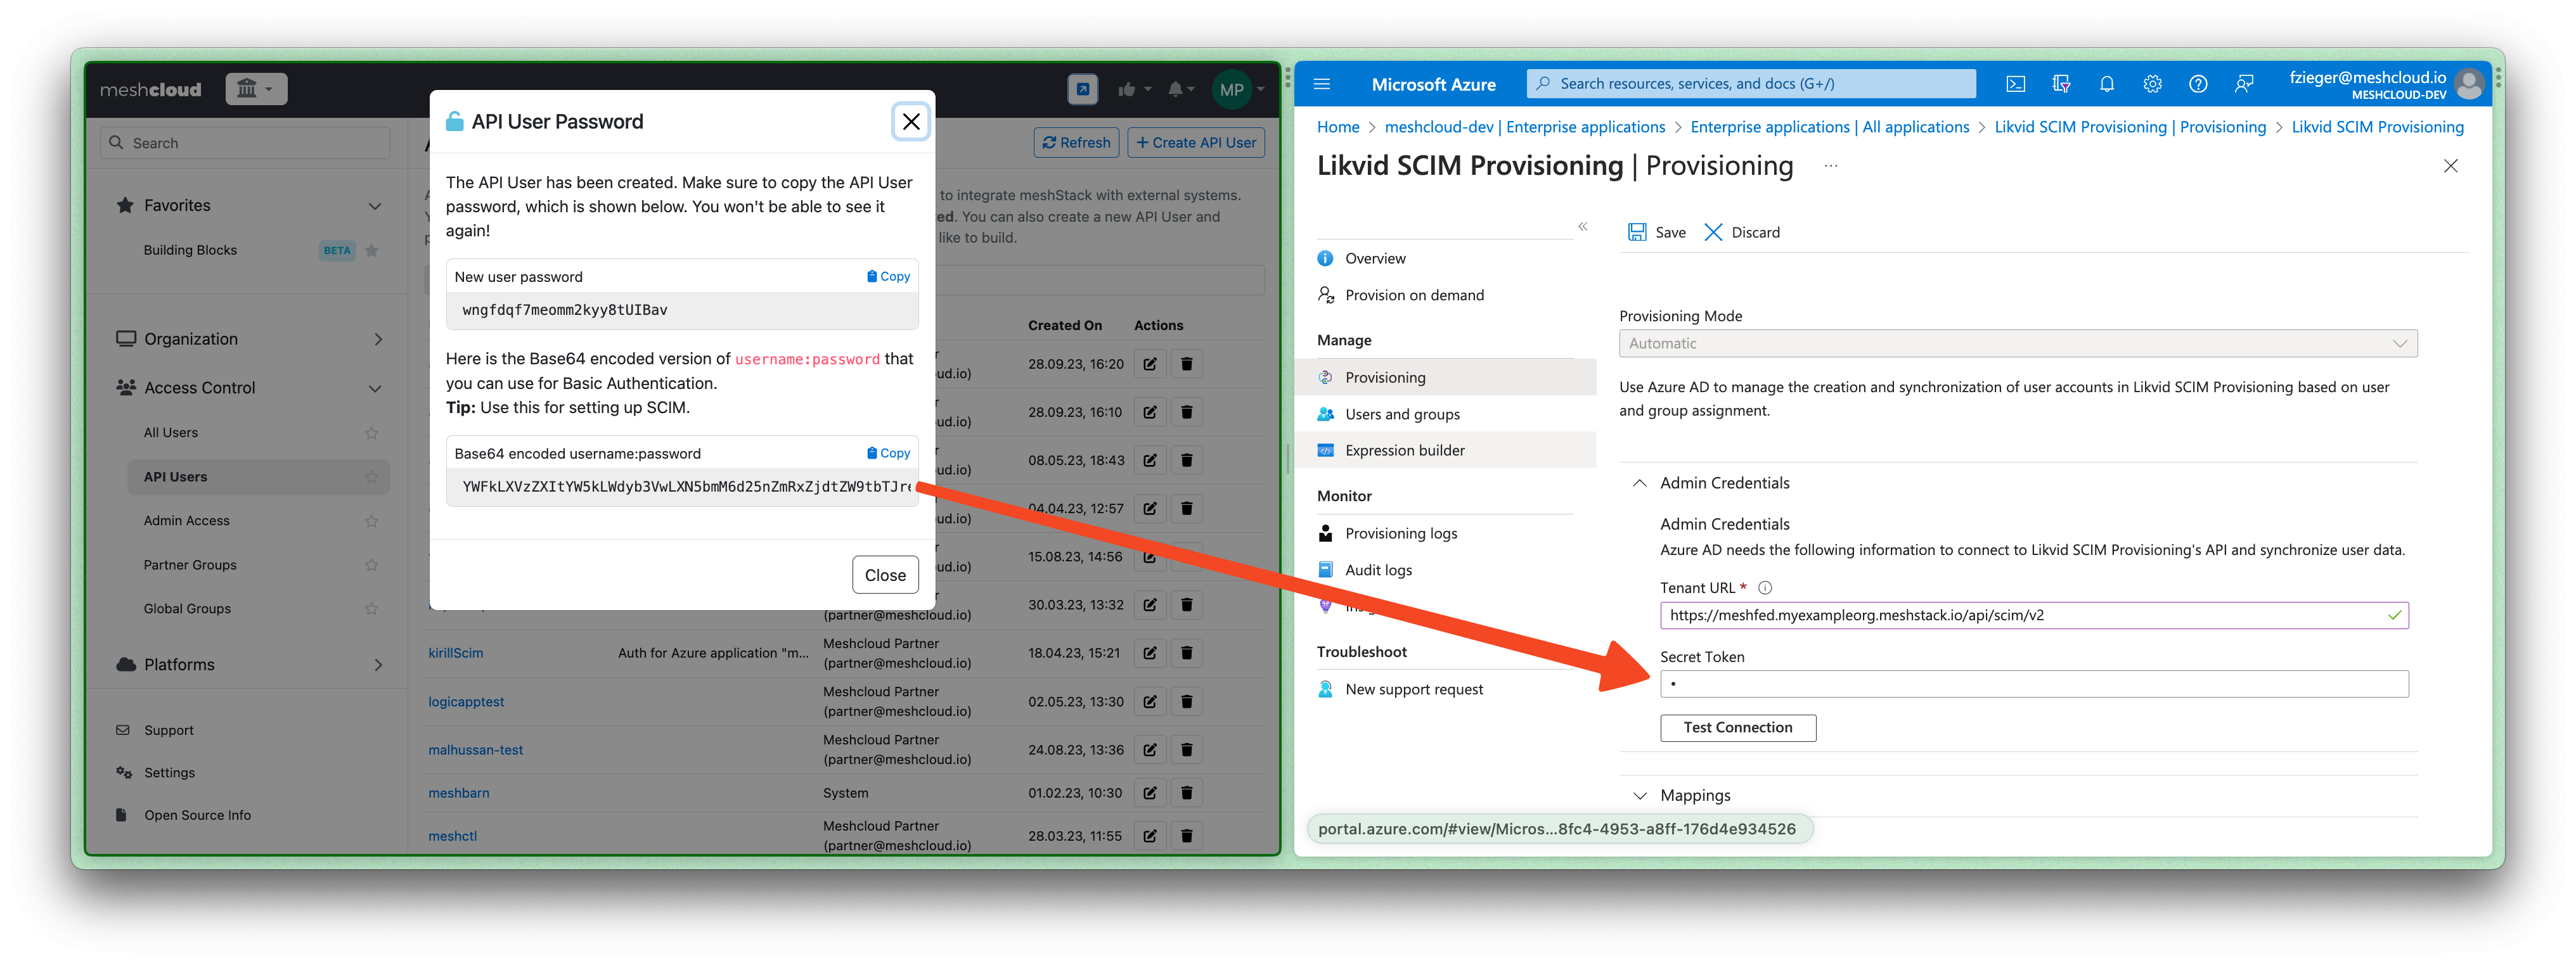 meshcloud
MP
Search
Favorites
Building Blocks BETA
Organization
Access Control
All Users
API Users
Admin Access
Partner Groups
Global Groups
Platforms
Support
Settings
Open Source Info
Refresh
+ Create API User
to integrate meshStack with external systems.
You can also create a new API User and
like to build.
API User Password
The API User has been created. Make sure to copy the API User
password, which is shown below. You won't be able to see it
again!
New user password Copy
wngfdqf7meomm2kyy8tUIBav
Here is the Base64 encoded version of username:password that
you can use for Basic Authentication.
Tip: Use this for setting up SCIM.
Base64 encoded username:password Copy
YWFkLXVzZXItYW5kLWdyb3VwLXN5bmM6d25nZmRxZjdtZW9tbTJre
Close
Created On Actions
28.09.23, 16:20
28.09.23, 16:10
08.05.23, 18:43
04.04.23, 12:57
15.08.23, 14:56
30.03.23, 13:32
(partner@meshcloud.io)
kirillScim Auth for Azure application "m... Meshcloud Partner 18.04.23, 15:21
(partner@meshcloud.io)
logicapptest Meshcloud Partner 02.05.23, 13:30
(partner@meshcloud.io)
malhussan-test Meshcloud Partner 24.08.23, 13:36
(partner@meshcloud.io)
meshbarn System 01.02.23, 10:30
meshctl Meshcloud Partner 28.03.23, 11:55
(partner@meshcloud.io)
Microsoft Azure
Search resources, services, and docs (G+/)
fzieger@meshcloud.io
MESHCLOUD-DEV
Home > meshcloud-dev | Enterprise applications > Enterprise applications | All applications > Likvid SCIM Provisioning | Provisioning > Likvid SCIM Provisioning
Likvid SCIM Provisioning | Provisioning ...
Overview
Provision on demand
Manage
Provisioning
Users and groups
Expression builder
Monitor
Provisioning logs
Audit logs
Troubleshoot
New support request
Save Discard
Provisioning Mode
Automatic
Use Azure AD to manage the creation and synchronization of user accounts in Likvid SCIM Provisioning based on user
and group assignment.
Admin Credentials
Admin Credentials
Azure AD needs the following information to connect to Likvid SCIM Provisioning's API and synchronize user data.
Tenant URL *
https://meshfed.myexampleorg.meshstack.io/api/scim/v2
Secret Token
•
Test Connection
Mappings
portal.azure.com/#view/Micros...8fc4-4953-a8ff-176d4e934526